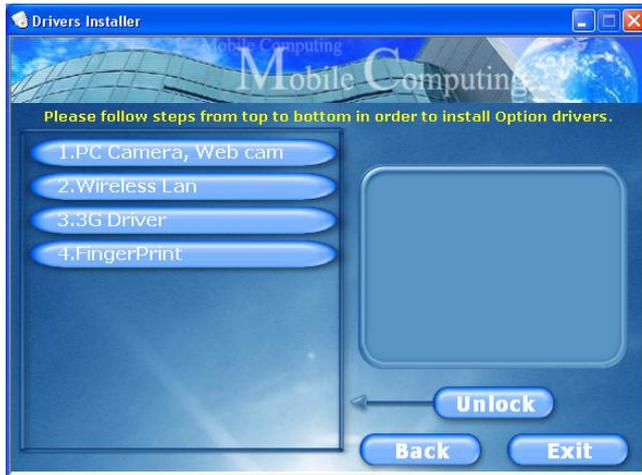 Drivers Installer
Mobile Computing
Mobile Computing
Please follow steps from top to bottom in order to install Option drivers.
1.PC Camera, Web cam
2.Wireless Lan
3.3G Driver
4.FingerPrint
Unlock
Back
Exit